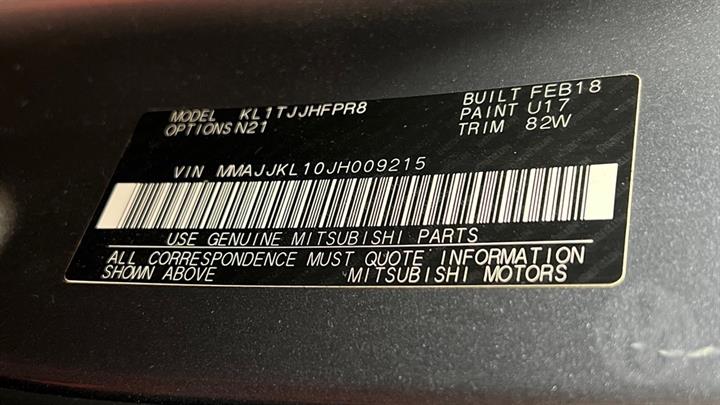 MODEL KL1TJJHFPR8 BUILT FEB18
OPTIONS N21 PAINT U17
TRIM 82W
VIN MMAJJKL10JH009215
USE GENUINE MITSUBISHI PARTS
ALL CORRESPONDENCE MUST QUOTE INFORMATION
SHOWN ABOVE MITSUBISHI MOTORS